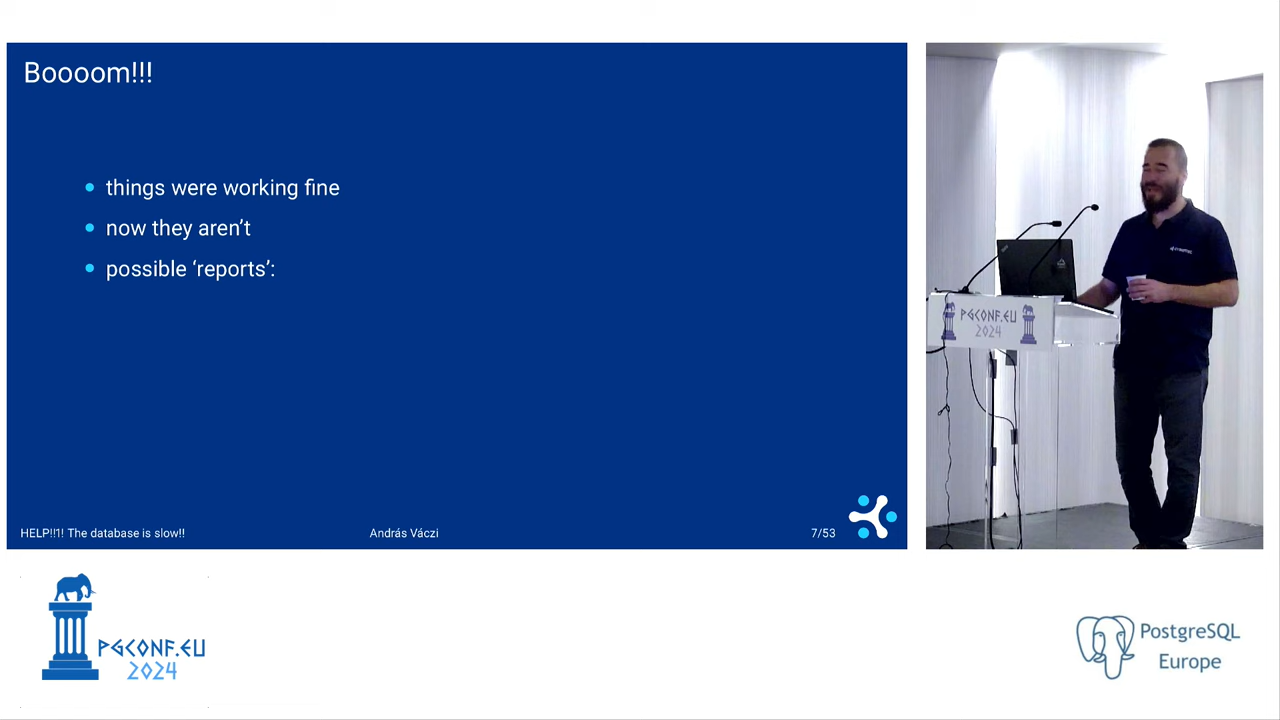 Boooom!!!
things were working fine
now they aren’t
possible ‘reports’:
HELP!!1! The database is slow!!
András Váczi
7/53
PGCONF.EU
2024
PGCONF.EU
2024
PostgreSQL
Europe